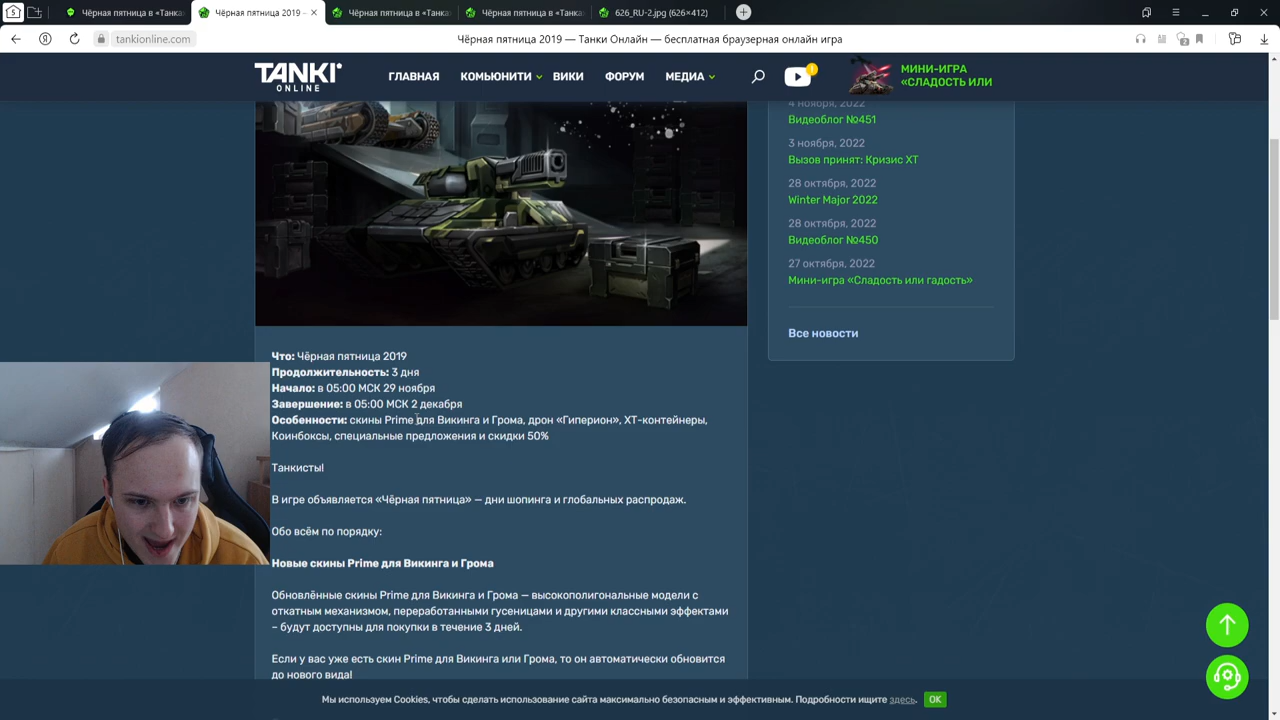 Чёрная пятница в «Танка
Чёрная пятница 2019 –
Чёрная пятница в «Танка
Чёрная пятница в «Танка
626_RU-2.jpg (626×412)
tankionline.com
Чёрная пятница 2019 — Танки Онлайн — бесплатная браузерная онлайн игра
2
TANKI
ONLINE
ГЛАВНАЯ
КОМЬЮНИТИ
ВИКИ
ФОРУМ
МЕДИА
МИНИ-ИГРА
«СЛАДОСТЬ ИЛИ
4 ноября, 2022
Видеоблог №451
3 ноября, 2022
Вызов принят: Кризис XT
28 октября, 2022
Winter Major 2022
28 октября, 2022
Видеоблог №450
27 октября, 2022
Мини-игра «Сладость или гадость»
Все новости
Что: Чёрная пятница 2019
Продолжительность: 3 дня
Начало: в 05:00 МСК 29 ноября
Завершение: в 05:00 МСК 2 декабря
Особенности: скины Prime для Викинга и Грома, дрон «Гиперион», ХТ-контейнеры,
Коинбоксы, специальные предложения и скидки 50%
Танкисты!
В игре объявляется «Чёрная пятница» — дни шопинга и глобальных распродаж.
Обо всём по порядку:
Новые скины Prime для Викинга и Грома
Обновлённые скины Prime для Викинга и Грома — высокополигональные модели с
откатным механизмом, переработанными гусеницами и другими классными эффектами
– будут доступны для покупки в течение 3 дней.
Если у вас уже есть скин Prime для Викинга или Грома, то он автоматически обновится
до нового вида!
Мы используем Cookies, чтобы сделать использование сайта максимально безопасным и эффективным. Подробности ищите здесь.
OK